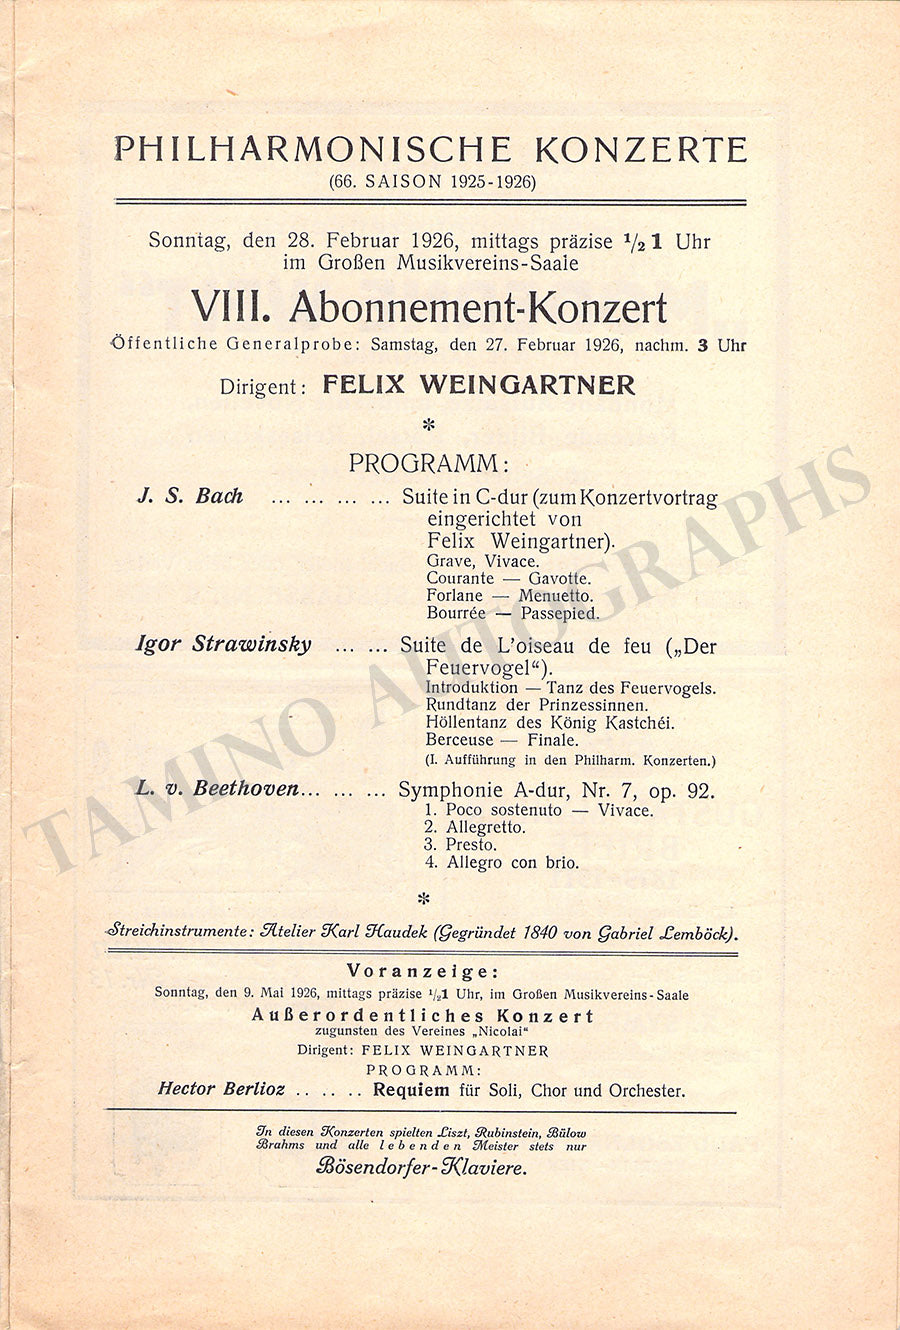 PHILHARMONISCHE KONZERTE
(66. SAISON 1925-1926)
Sonntag, den 28. Februar 1926, mittags präzise 1/2 1 Uhr
im Großen Musikvereins-Saale
VIII. Abonnement-Konzert
Öffentliche Generalprobe: Samstag, den 27. Februar 1926, nachm. 3 Uhr
Dirigent: FELIX WEINGARTNER
*
PROGRAMM:
J. S. Bach ... ... ... ... Suite in C-dur (zum Konzertvortrag
eingerichtet von
Felix Weingartner).
Grave, Vivace.
Courante — Gavotte.
Forlane — Menuetto.
Bourrée — Passepied.
Igor Strawinsky ... ... Suite de L'oiseau de feu („Der
Feuervogel“).
Introduktion — Tanz des Feuervogels.
Rundtanz der Prinzessinnen.
Höllentanz des König Kastchéi.
Berceuse — Finale.
(I. Aufführung in den Philharm. Konzerten.)
L. v. Beethoven... ... ... Symphonie A-dur, Nr. 7, op. 92.
1. Poco sostenuto — Vivace.
2. Allegretto.
3. Presto.
4. Allegro con brio.
*
Streichinstrumente: Atelier Karl Haudek (Gegründet 1840 von Gabriel Lemböck).
Voranzeige:
Sonntag, den 9. Mai 1926, mittags präzise 1/2 1 Uhr, im Großen Musikvereins-Saale
Außerordentliches Konzert
zugunsten des Vereines „Nicolai“
Dirigent: FELIX WEINGARTNER
PROGRAMM:
Hector Berlioz .. .. .. Requiem für Soli, Chor und Orchester.
In diesen Konzerten spielten Liszt, Rubinstein, Bülow
Brahms und alle lebenden Meister stets nur
Bösendorfer-Klaviere.
TAMINO AUTOGRAPHS